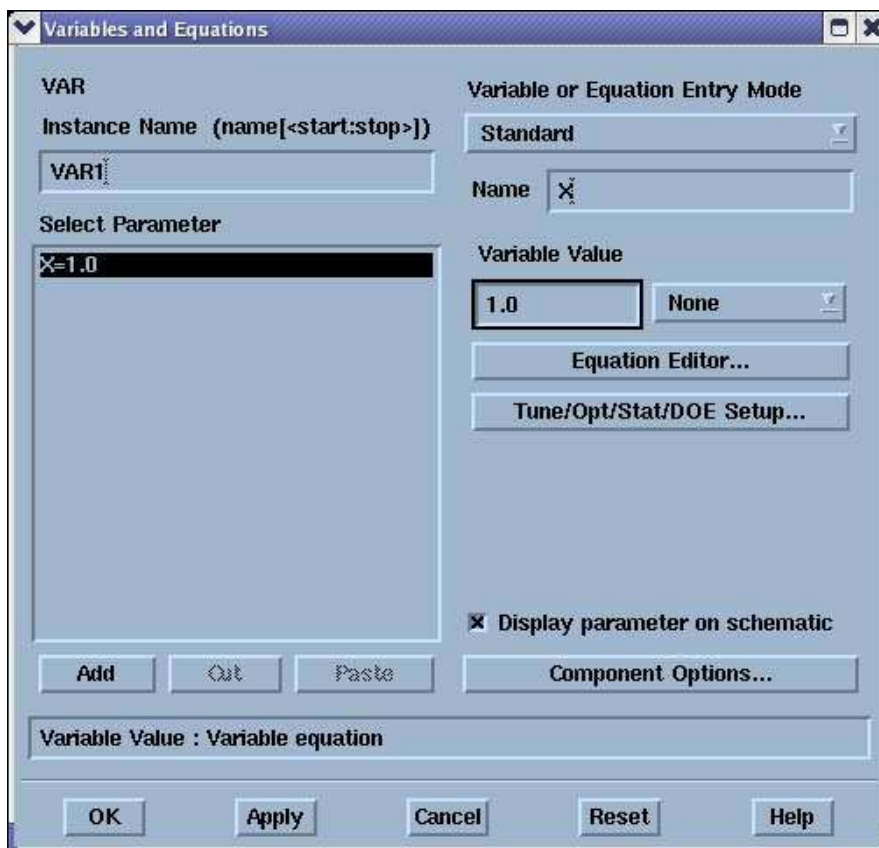 Variables and Equations
VAR
Instance Name (name[<start:stop>])
VAR1
Select Parameter
X=1.0
Variable or Equation Entry Mode
Standard
Name X
Variable Value
1.0 None
Equation Editor...
Tune/Opt/Stat/DOE Setup...
Display parameter on schematic
Add Cut Paste
Component Options...
Variable Value : Variable equation
OK Apply Cancel Reset Help